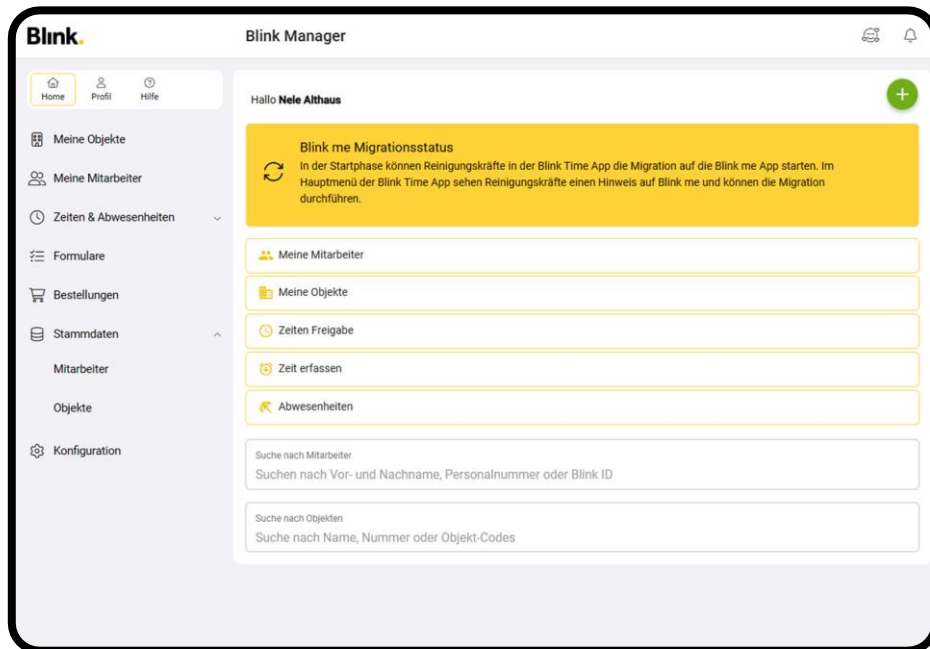 Blink.
Blink Manager
Home
Profil
Hilfe
Meine Objekte
Meine Mitarbeiter
Zeiten & Abwesenheiten
Formulare
Bestellungen
Stammdaten
Mitarbeiter
Objekte
Konfiguration
Hallo Nele Althaus
Blink me Migrationsstatus
In der Startphase können Reinigungskräfte in der Blink Time App die Migration auf die Blink me App starten. Im
Hauptmenü der Blink Time App sehen Reinigungskräfte einen Hinweis auf Blink me und können die Migration
durchführen.
Meine Mitarbeiter
Meine Objekte
Zeiten Freigabe
Zeit erfassen
Abwesenheiten
Suche nach Mitarbeiter
Suchen nach Vor- und Nachname, Personalnummer oder Blink ID
Suche nach Objekten
Suche nach Name, Nummer oder Objekt-Codes